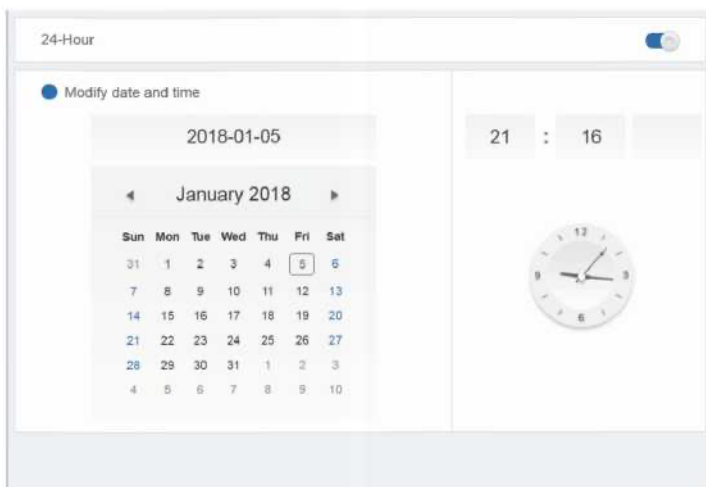 24-Hour
Modify date and time
2018-01-05
21 : 16
January 2018
Sun Mon Tue Wed Thu Fri Sat
31 1 2 3 4 5 6
7 8 9 10 11 12 13
14 15 16 17 18 19 20
21 22 23 24 25 26 27
28 29 30 31 1 2 3
4 5 6 7 8 9 10
12
9 3
6